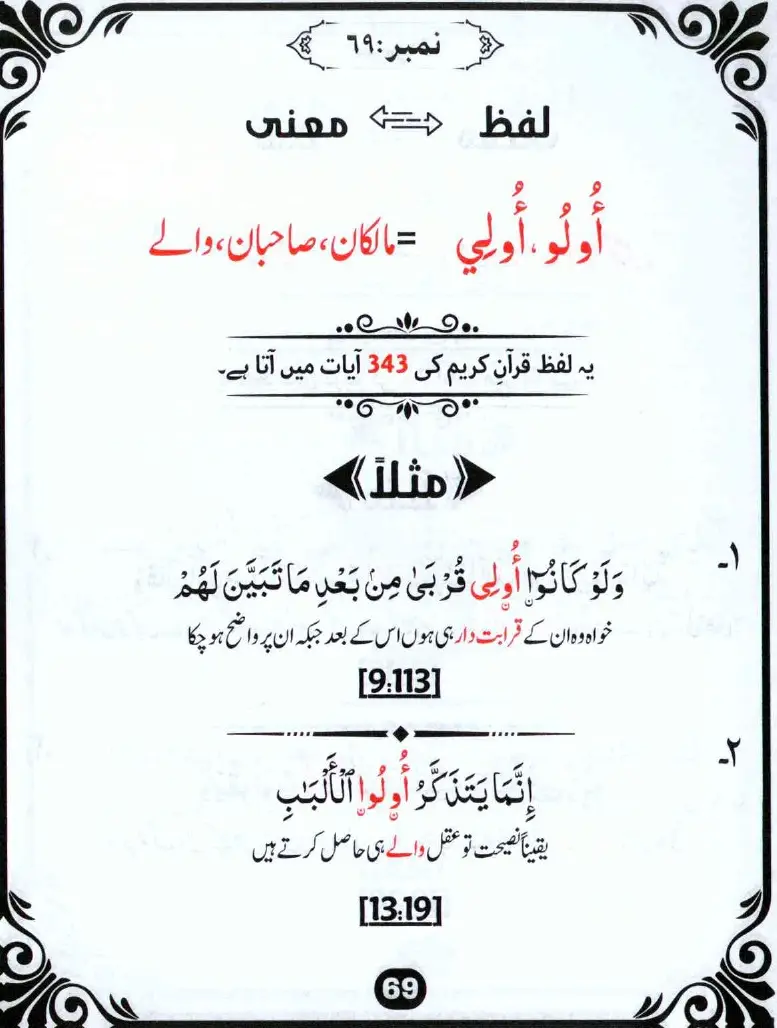 نمبر:٦٩
لفظ معنی
أُولُو، أُولِي =مالکان،صاحبان،والے
یہ لفظ قرآنِ کریم کی 343 آیات میں آتا ہے۔
مثلاً
۱۔
وَلَوْ كَانُوٓا۟ أُو۟لِى قُرْبَىٰ مِنۢ بَعْدِ مَا تَبَيَّنَ لَهُمْ
خواہ وہ ان کے قرابت دار ہی ہوں اس کے بعد جبکہ ان پر واضح ہو چکا
[9:113]
۲۔
إِنَّمَا يَتَذَكَّرُ أُو۟لُوا۟ ٱلْأَلْبَـٰبِ
یقیناً نصیحت تو عقل والے ہی حاصل کرتے ہیں
[13:19]
69